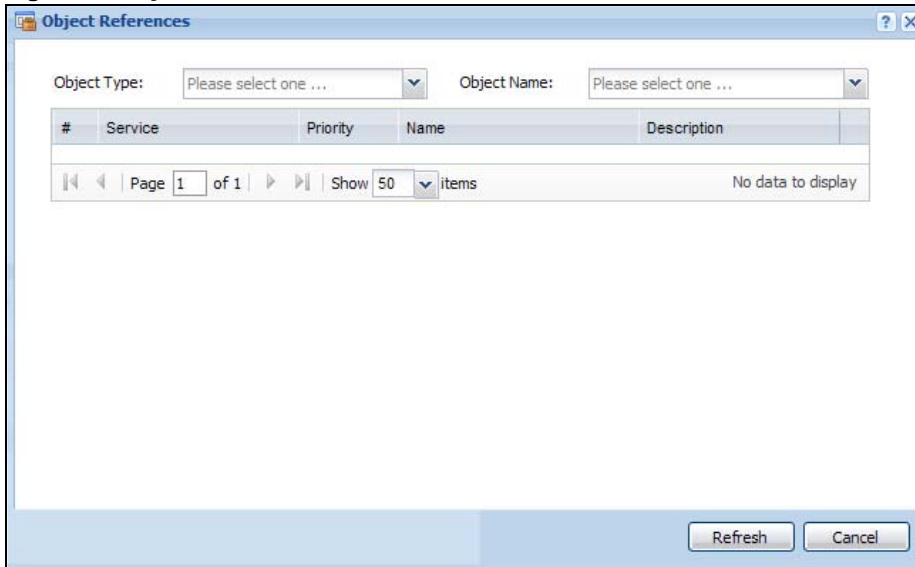 Object References
Object Type: Please select one ... Object Name: Please select one ...
# Service Priority Name Description
Page 1 of 1 Show 50 items No data to display
Refresh Cancel